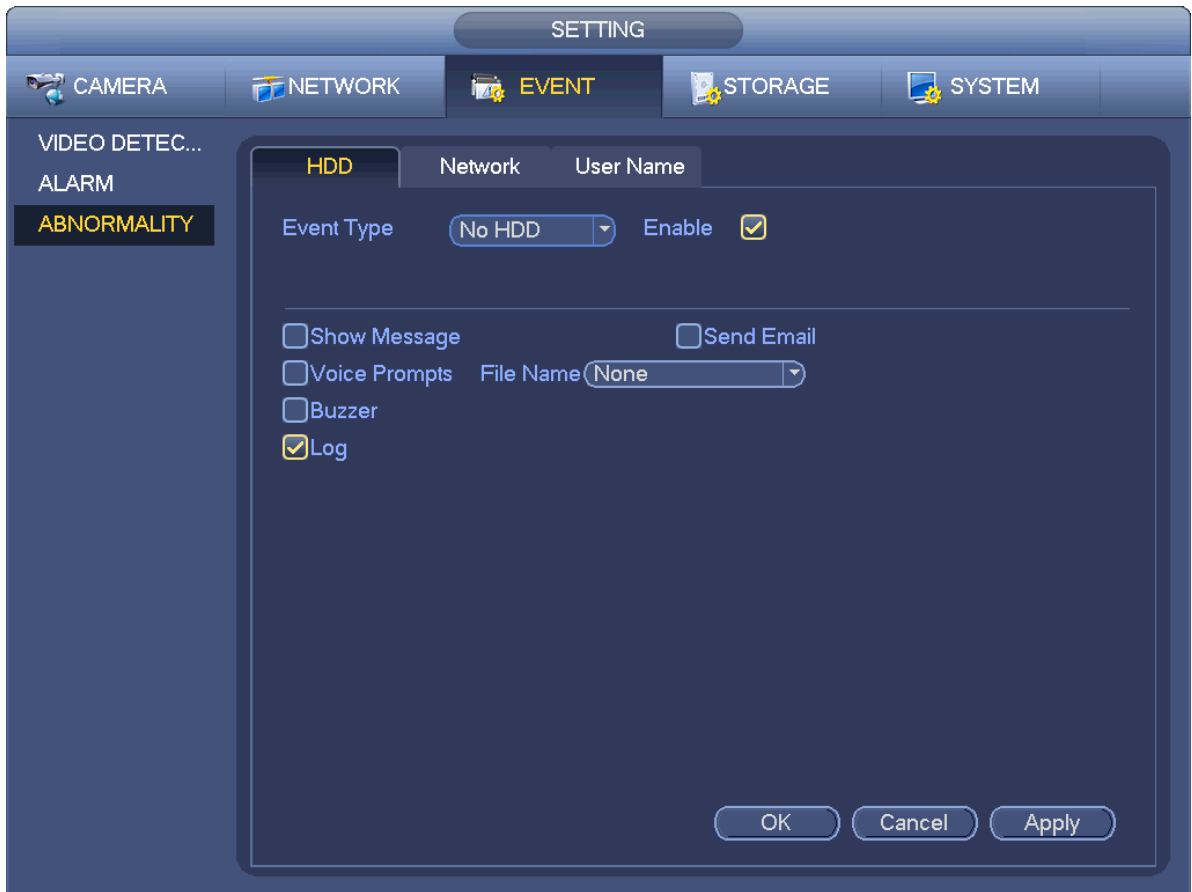 SETTING
CAMERA NETWORK EVENT STORAGE SYSTEM
VIDEO DETEC...
ALARM
ABNORMALITY
HDD Network User Name
Event Type No HDD Enable
Show Message Send Email
Voice Prompts File Name None
Buzzer
Log
OK Cancel Apply